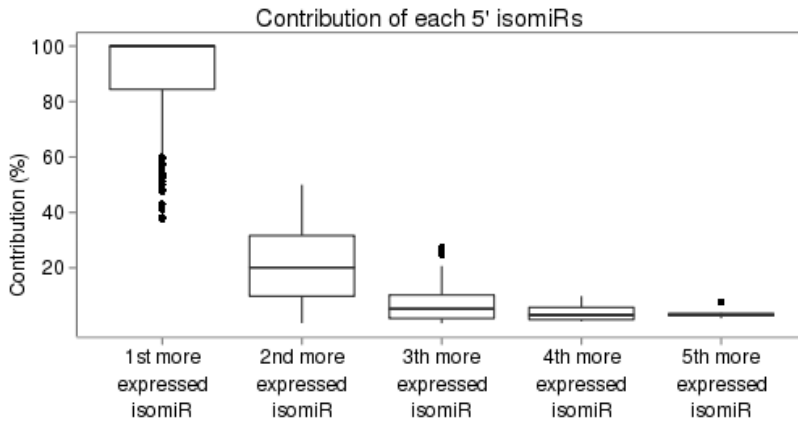 Contribution of each 5' isomiRs
Contribution (%)
100
80
60
40
20
1st more
expressed
isomiR
2nd more
expressed
isomiR
3th more
expressed
isomiR
4th more
expressed
isomiR
5th more
expressed
isomiR